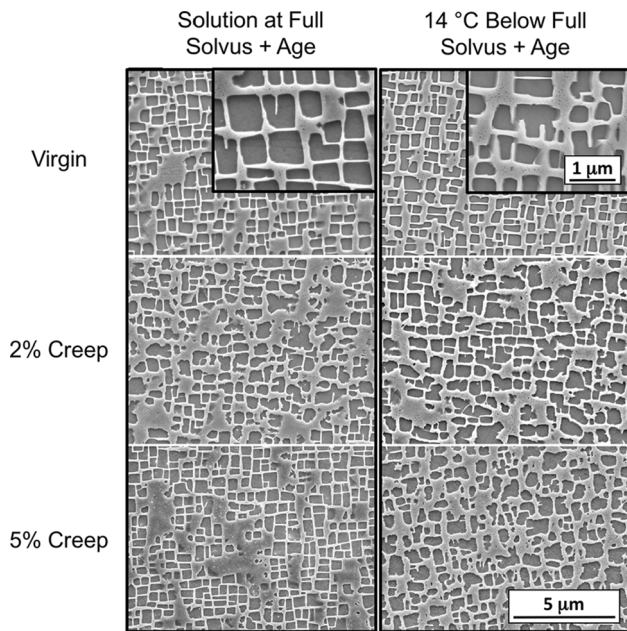 Solution at Full
Solvus + Age
14 °C Below Full
Solvus + Age
Virgin
1 μm
2% Creep
5% Creep
5 μm